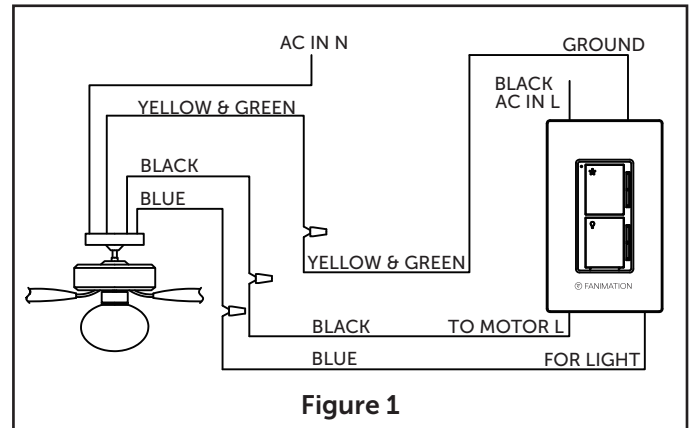 AC IN N
GROUND
BLACK
AC IN L
YELLOW & GREEN
BLACK
BLUE
YELLOW & GREEN
FANIMATION
BLACK TO MOTOR L
BLUE FOR LIGHT
Figure 1